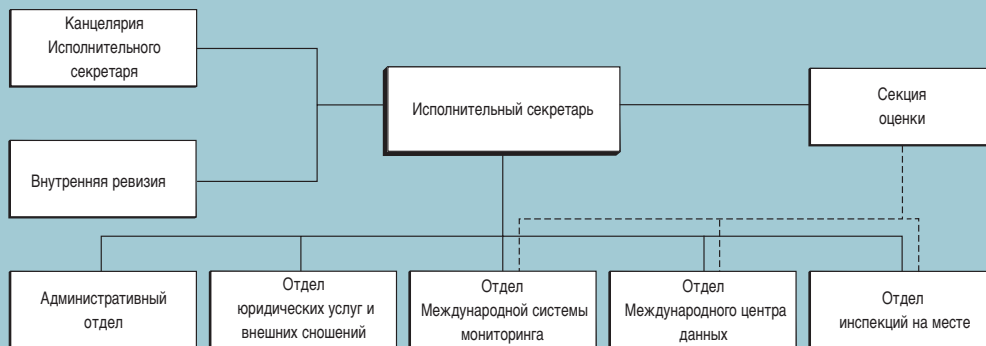 Канцелярия
Исполнительного
секретаря
Исполнительный секретарь
Секция
оценки
Внутренняя ревизия
Административный
отдел
Отдел
юридических услуг и
внешних сношений
Отдел
Международной системы
мониторинга
Отдел
Международного центра
данных
Отдел
инспекций на месте